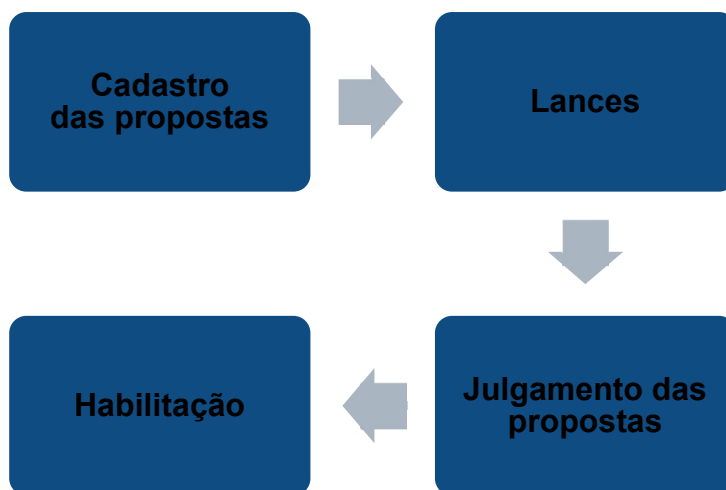 Cadastro
das propostas
Lances
Julgamento das
propostas
Habilitação